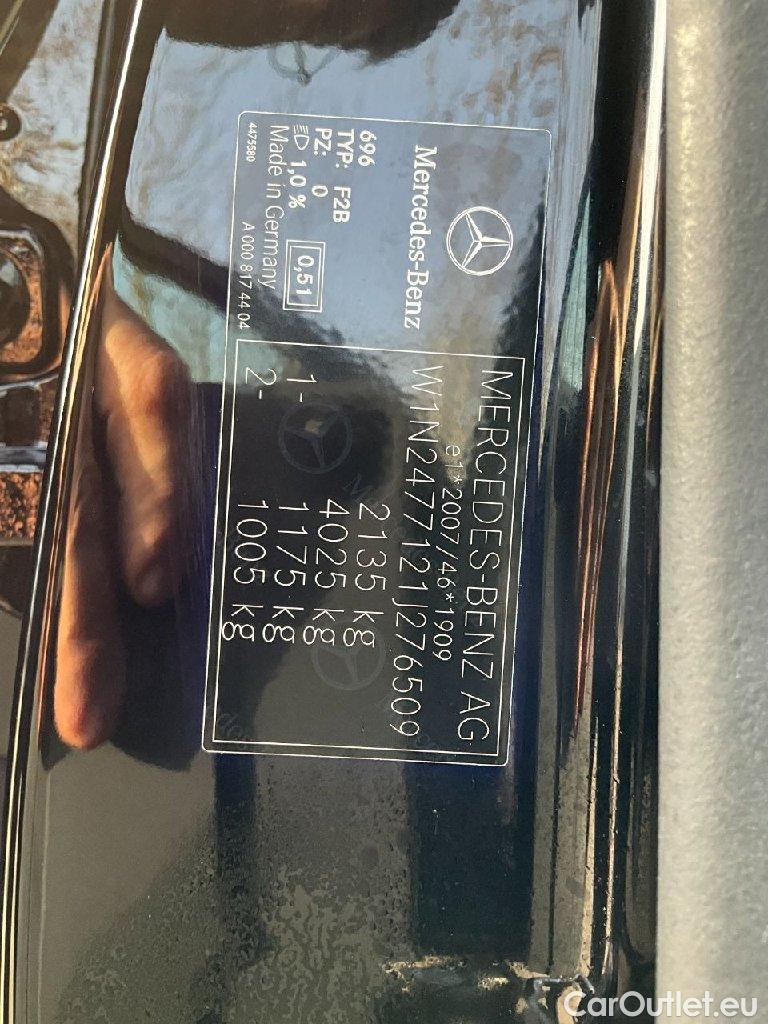 Mercedes-Benz
696
TYP: F2B
PZ: 0
1,0 %
0,51
Made in Germany
4475580
A 000 817 44 04
MERCEDES-BENZ AG
e1*2007/46*1909
W1N2477121J276509
2135 kg
4025 kg
1- 1175 kg
2- 1005 kg
CarOutlet.eu